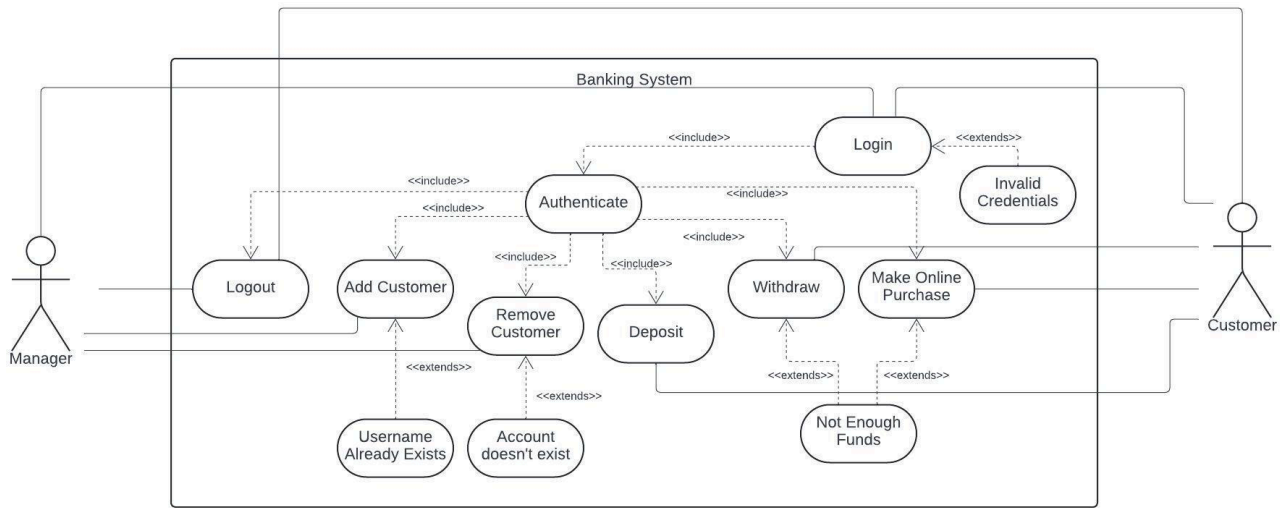 Banking System
<<include>>
Login
<<extends>>
Invalid
Credentials
<<include>>
Authenticate
<<include>>
<<include>>
<<include>>
<<include>>
<<include>>
Logout
Add Customer
Remove
Customer
Deposit
Withdraw
Make Online
Purchase
Manager
Customer
<<extends>>
<<extends>>
<<extends>>
<<extends>>
Username
Already Exists
Account
doesn't exist
Not Enough
Funds